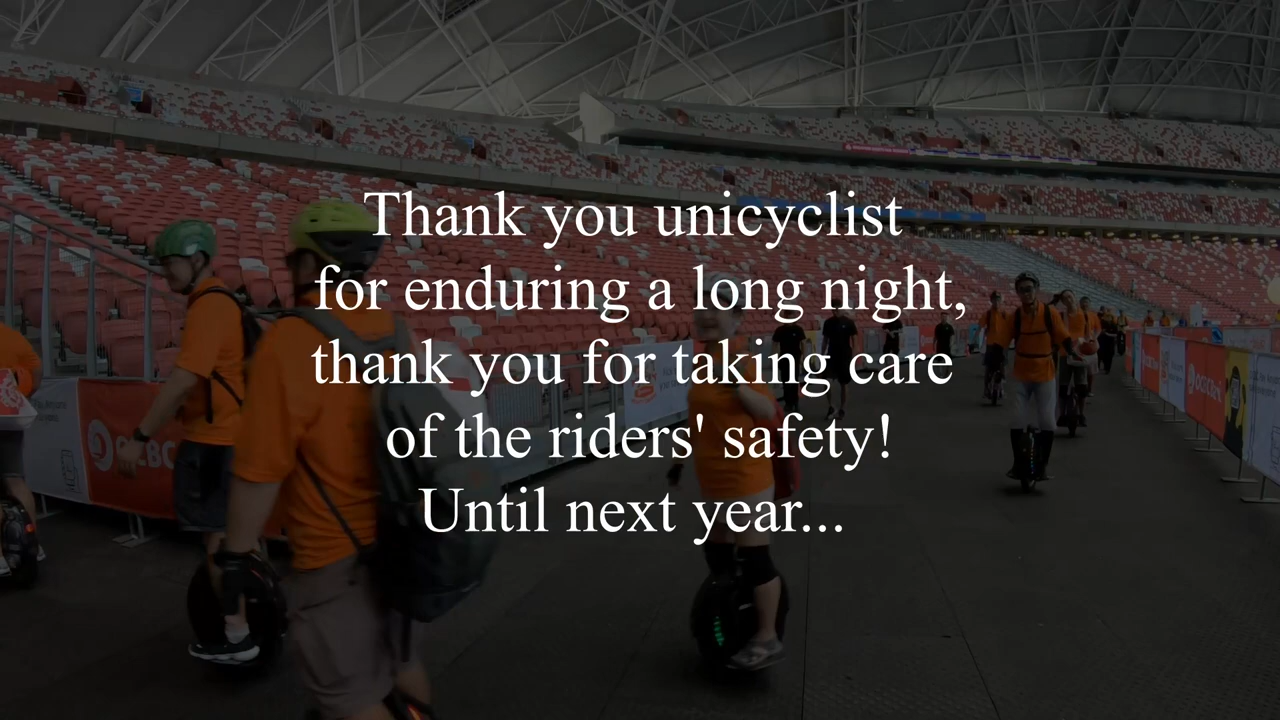 Thank you unicyclist
for enduring a long night,
thank you for taking care
of the riders' safety!
Until next year...